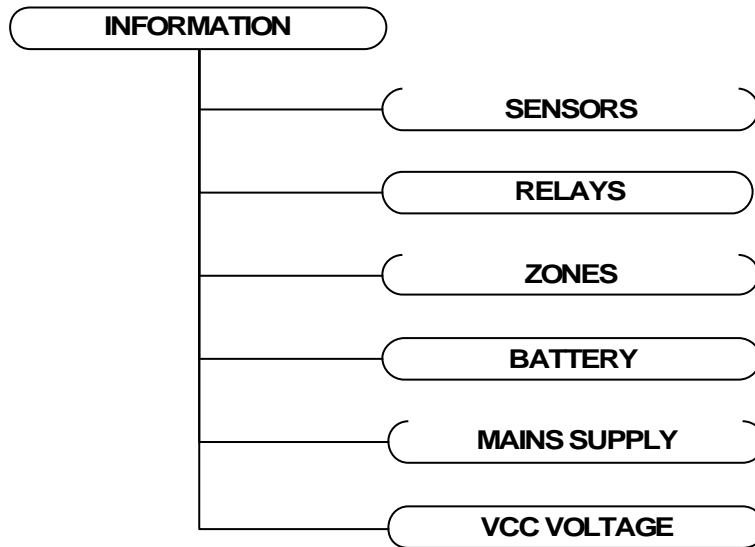 INFORMATION
SENSORS
RELAYS
ZONES
BATTERY
MAINS SUPPLY
VCC VOLTAGE